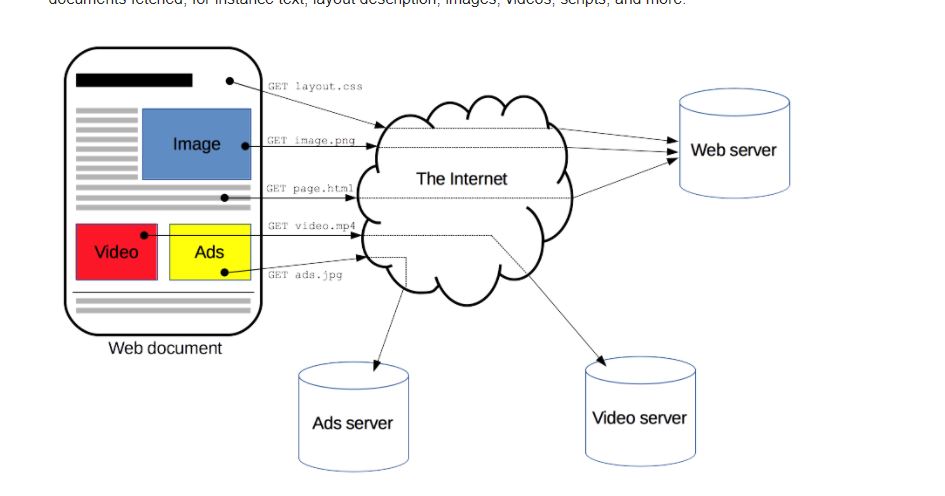 documents fetched, for instance text, layout description, images, videos, scripts, and more.
GET layout.css
Image
GET image.png
Web server
The Internet
GET page.html
GET video.mp4
Video
Ads
GET ads.jpg
Web document
Ads server
Video server